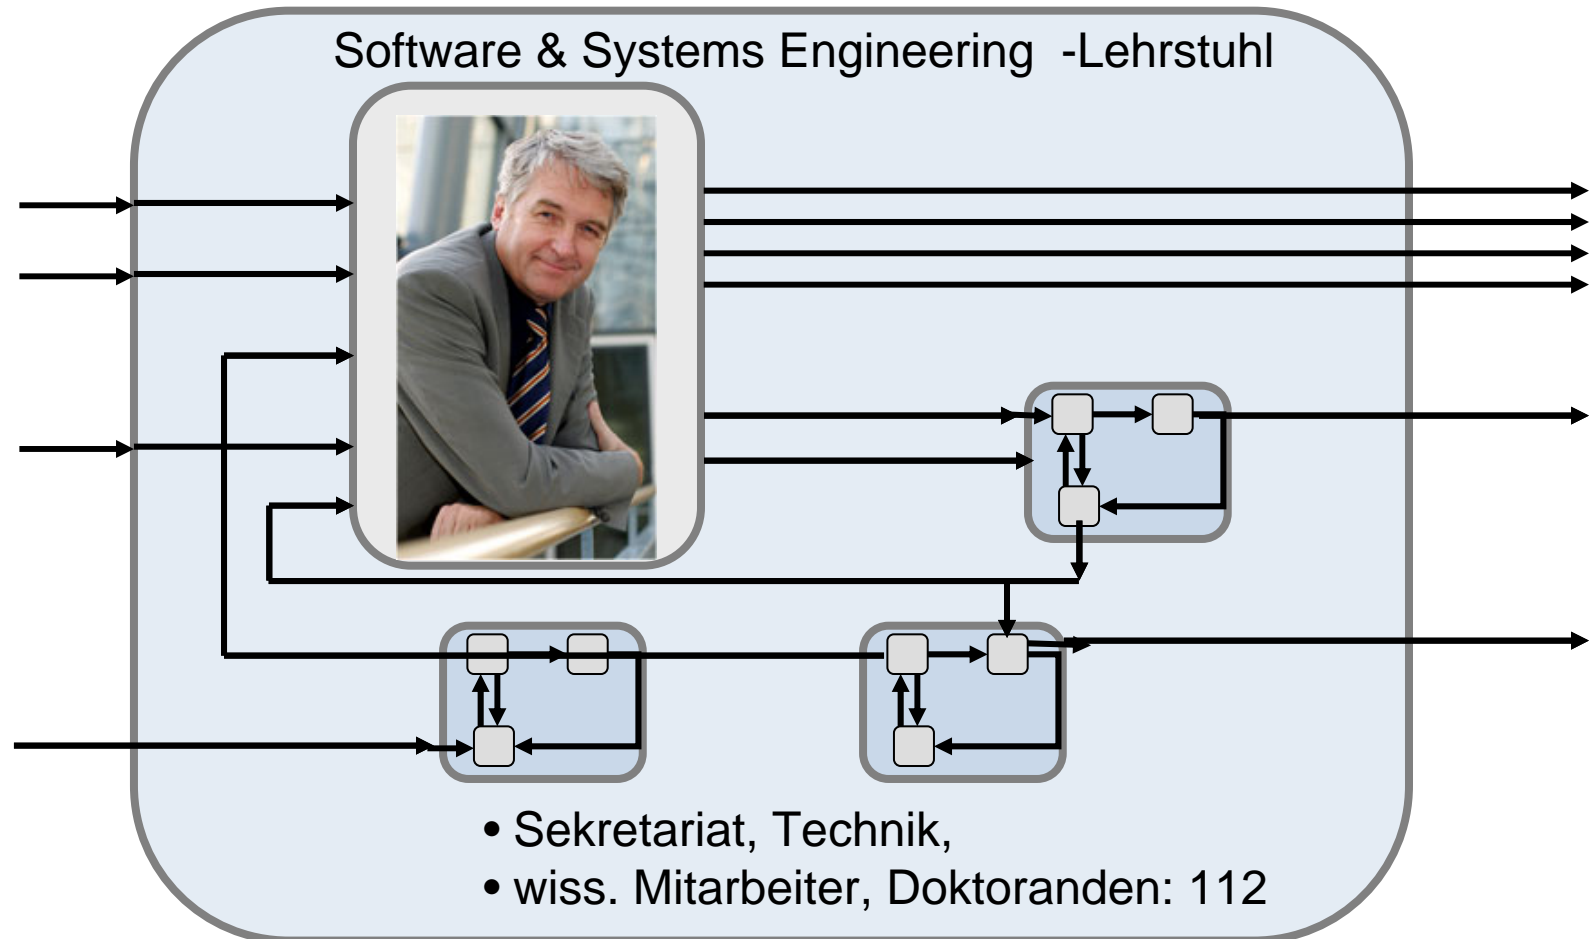 Software & Systems Engineering  -Lehrstuhl
• Sekretariat, Technik,
• wiss. Mitarbeiter, Doktoranden: 112